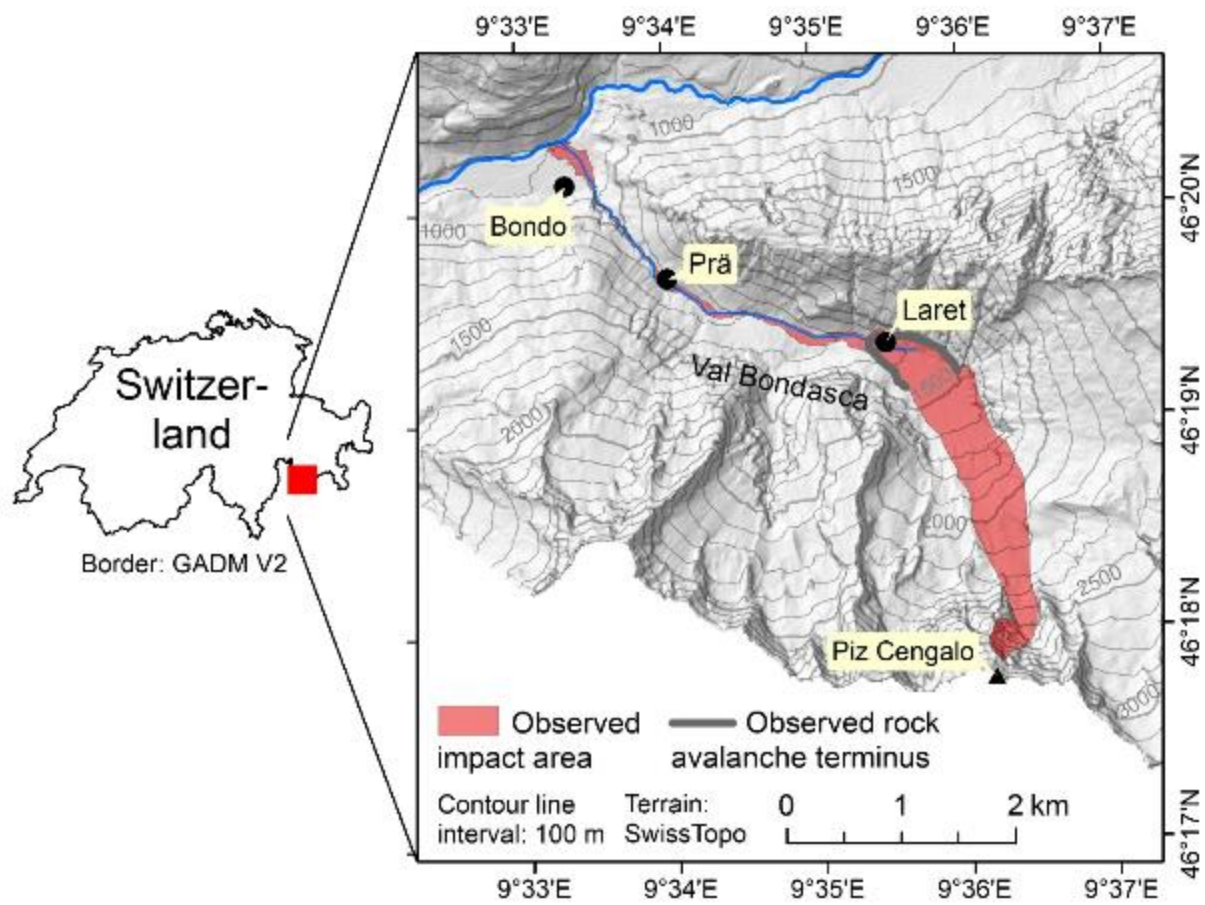 9°33'E 9°34'E 9°35'E 9°36'E 9°37'E
1000
1500
46°20'N
Bondo
1000
Prä
Laret
1500
Val Bondasca
46°19'N
2000
Switzer-
land
2000
Border: GADM V2
2500
46°18'N
Piz Cengalo
3000
Observed
impact area
Observed rock
avalanche terminus
Contour line
interval: 100 m
Terrain:
SwissTopo
0 1 2 km
46°17'N
9°33'E 9°34'E 9°35'E 9°36'E 9°37'E